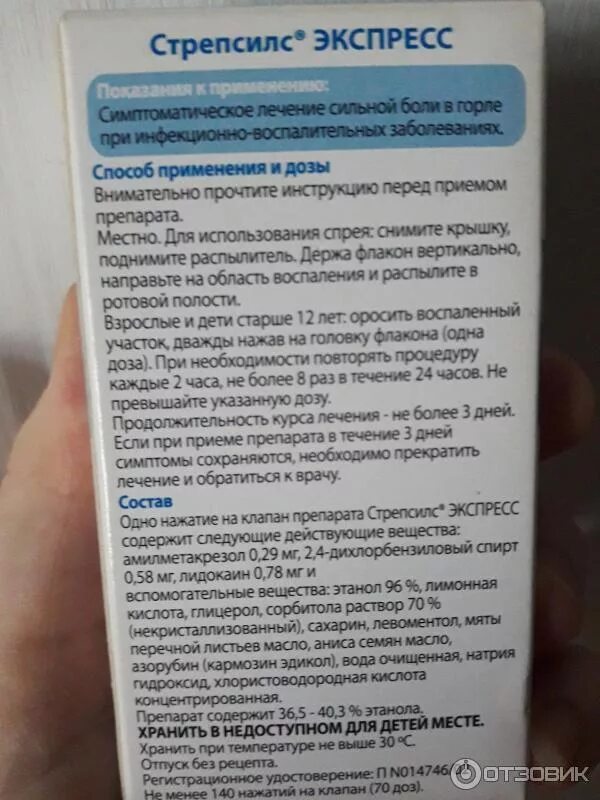 Стрепсилс® ЭКСПРЕСС
Показания к применению:
Симптоматическое лечение сильной боли в горле
при инфекционно-воспалительных заболеваниях.
Способ применения и дозы
Внимательно прочтите инструкцию перед приемом
препарата.
Местно. Для использования спрея: снимите крышку,
поднимите распылитель. Держа флакон вертикально,
направьте на область воспаления и распылите в
ротовой полости.
Взрослые и дети старше 12 лет: оросить воспаленный
участок, дважды нажав на головку флакона (одна
доза). При необходимости повторять процедуру
каждые 2 часа, не более 8 раз в течение 24 часов. Не
превышайте указанную дозу.
Продолжительность курса лечения - не более 3 дней.
Если при приеме препарата в течение 3 дней
симптомы сохраняются, необходимо прекратить
лечение и обратиться к врачу.
Состав
Одно нажатие на клапан препарата Стрепсилс® ЭКСПРЕСС
содержит следующие действующие вещества:
амилметакрезол 0,29 мг, 2,4-дихлорбензиловый спирт
0,58 мг, лидокаин 0,78 мг и
вспомогательные вещества: этанол 96 %, лимонная
кислота, глицерол, сорбитола раствор 70 %
(некристаллизованный), сахарин, левоментол, мяты
перечной листьев масло, аниса семян масло,
азорубин (кармозин эдикол), вода очищенная, натрия
гидроксид, хлористоводородная кислота
концентрированная.
Препарат содержит 36,5 - 40,3 % этанола.
ХРАНИТЬ В НЕДОСТУПНОМ ДЛЯ ДЕТЕЙ МЕСТЕ.
Хранить при температуре не выше 30 ºС.
Отпуск без рецепта.
Регистрационное удостоверение: П N014746/
Не менее 140 нажатий на клапан (70 доз).
ОТЗОВИК